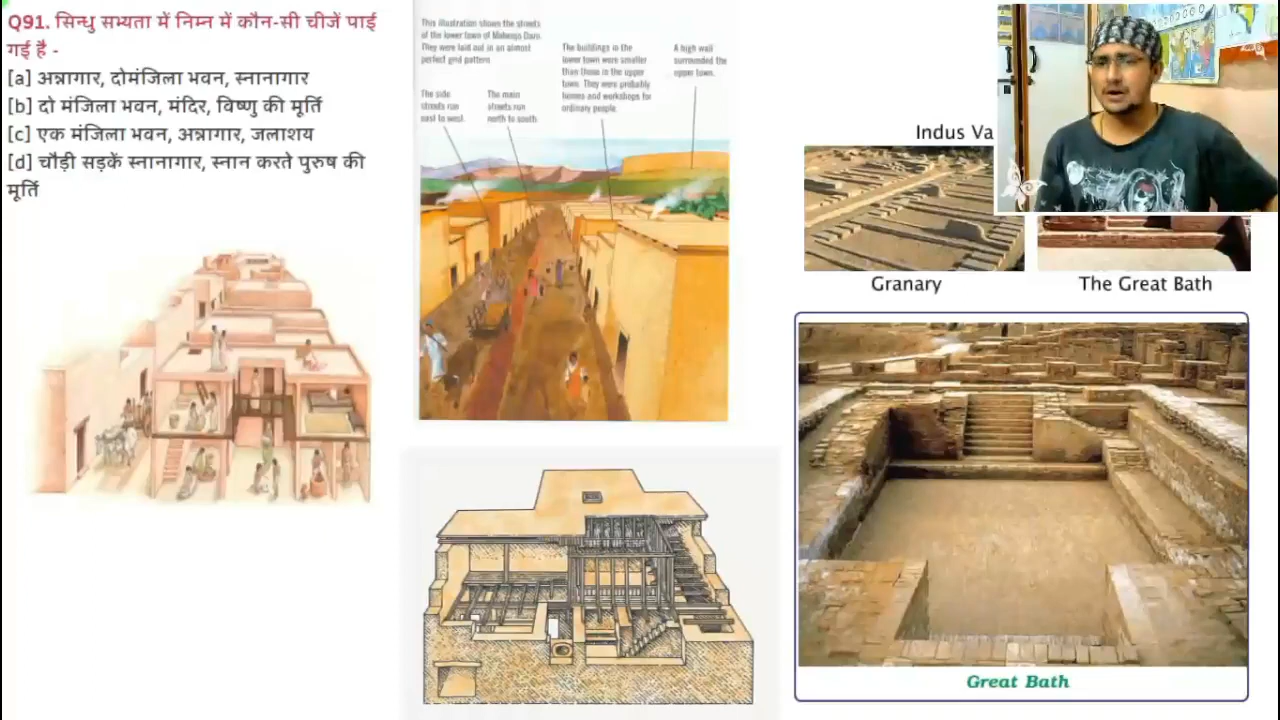 Q91. सिन्धु सभ्यता में निम्न में कौन-सी चीजें पाई
गई है -
[a] अन्नागार, दोमंजिला भवन, स्नानागार
[b] दो मंजिला भवन, मंदिर, विष्णु की मूर्ति
[c] एक मंजिला भवन, अन्नागार, जलाशय
[d] चौड़ी सड़कें स्नानागार, स्नान करते पुरुष की
मूर्ति
This illustration shows the streets
of the lower town of Mohenjo Daro.
They were laid out in an almost
perfect grid pattern.
The side
streets run
east to west.
The main
streets run
north to south.
The buildings in the
lower town were smaller
than those in the upper
town. They were probably
homes and workshops for
ordinary people.
A high wall
surrounded the
upper town.
Indus Va
Granary
The Great Bath
Great Bath